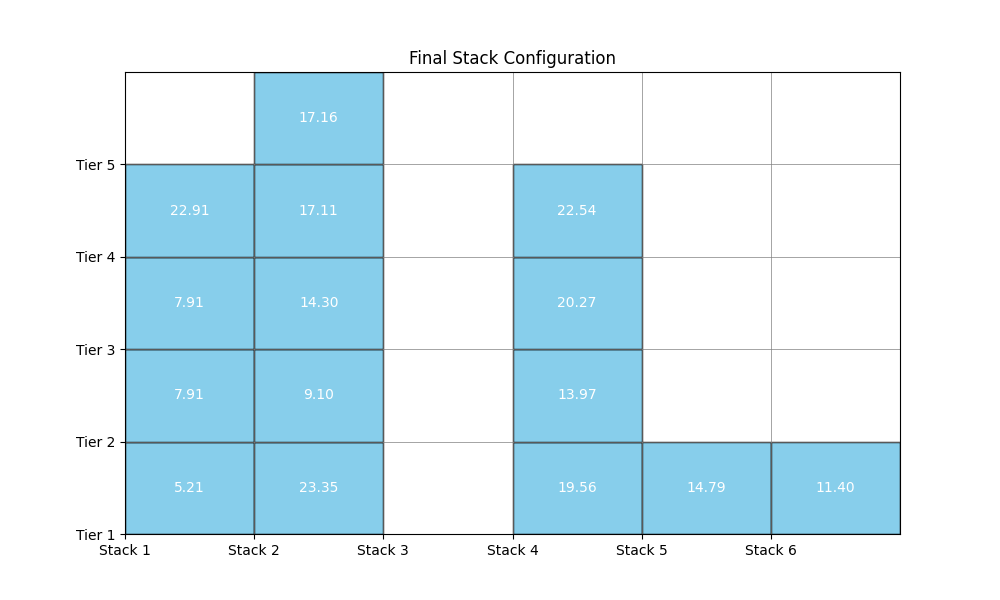 Final Stack Configuration
17.16
Tier 5
22.91 17.11 22.54
Tier 4
7.91 14.30 20.27
Tier 3
7.91 9.10 13.97
Tier 2
5.21 23.35 19.56 14.79 11.40
Tier 1
Stack 1 Stack 2 Stack 3 Stack 4 Stack 5 Stack 6